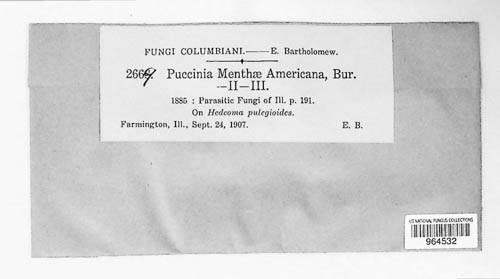 FUNGI COLUMBIANI.——E. Bartholomew.
2669 Puccinia Menthæ Americana, Bur.
—II—III.
1885 : Parasitic Fungi of Ill. p. 191.
On Hedeoma pulegioides.
Farmington, Ill., Sept. 24, 1907. E. B.
US NATIONAL FUNGUS COLLECTIONS
964532